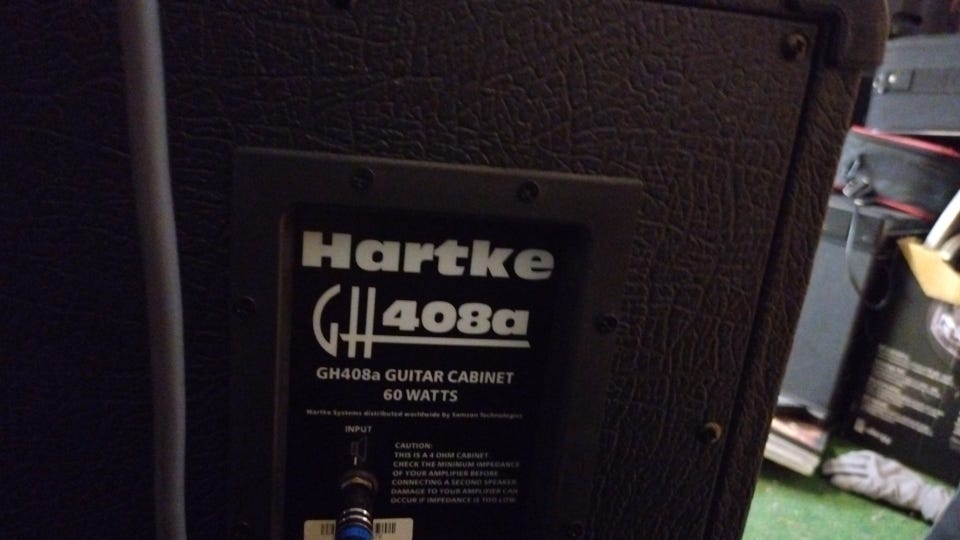 Hartke
GH408a
GH408a GUITAR CABINET
60 WATTS
Hartke Systems distributed worldwide by Samson Technologies
INPUT
CAUTION:
THIS IS A 4 OHM CABINET
CHECK THE MINIMUM IMPEDANCE
OF YOUR AMPLIFIER BEFORE
CONNECTING A SECOND SPEAKER.
DAMAGE TO YOUR AMPLIFIER CAN
OCCUR IF IMPEDANCE IS TOO LOW.